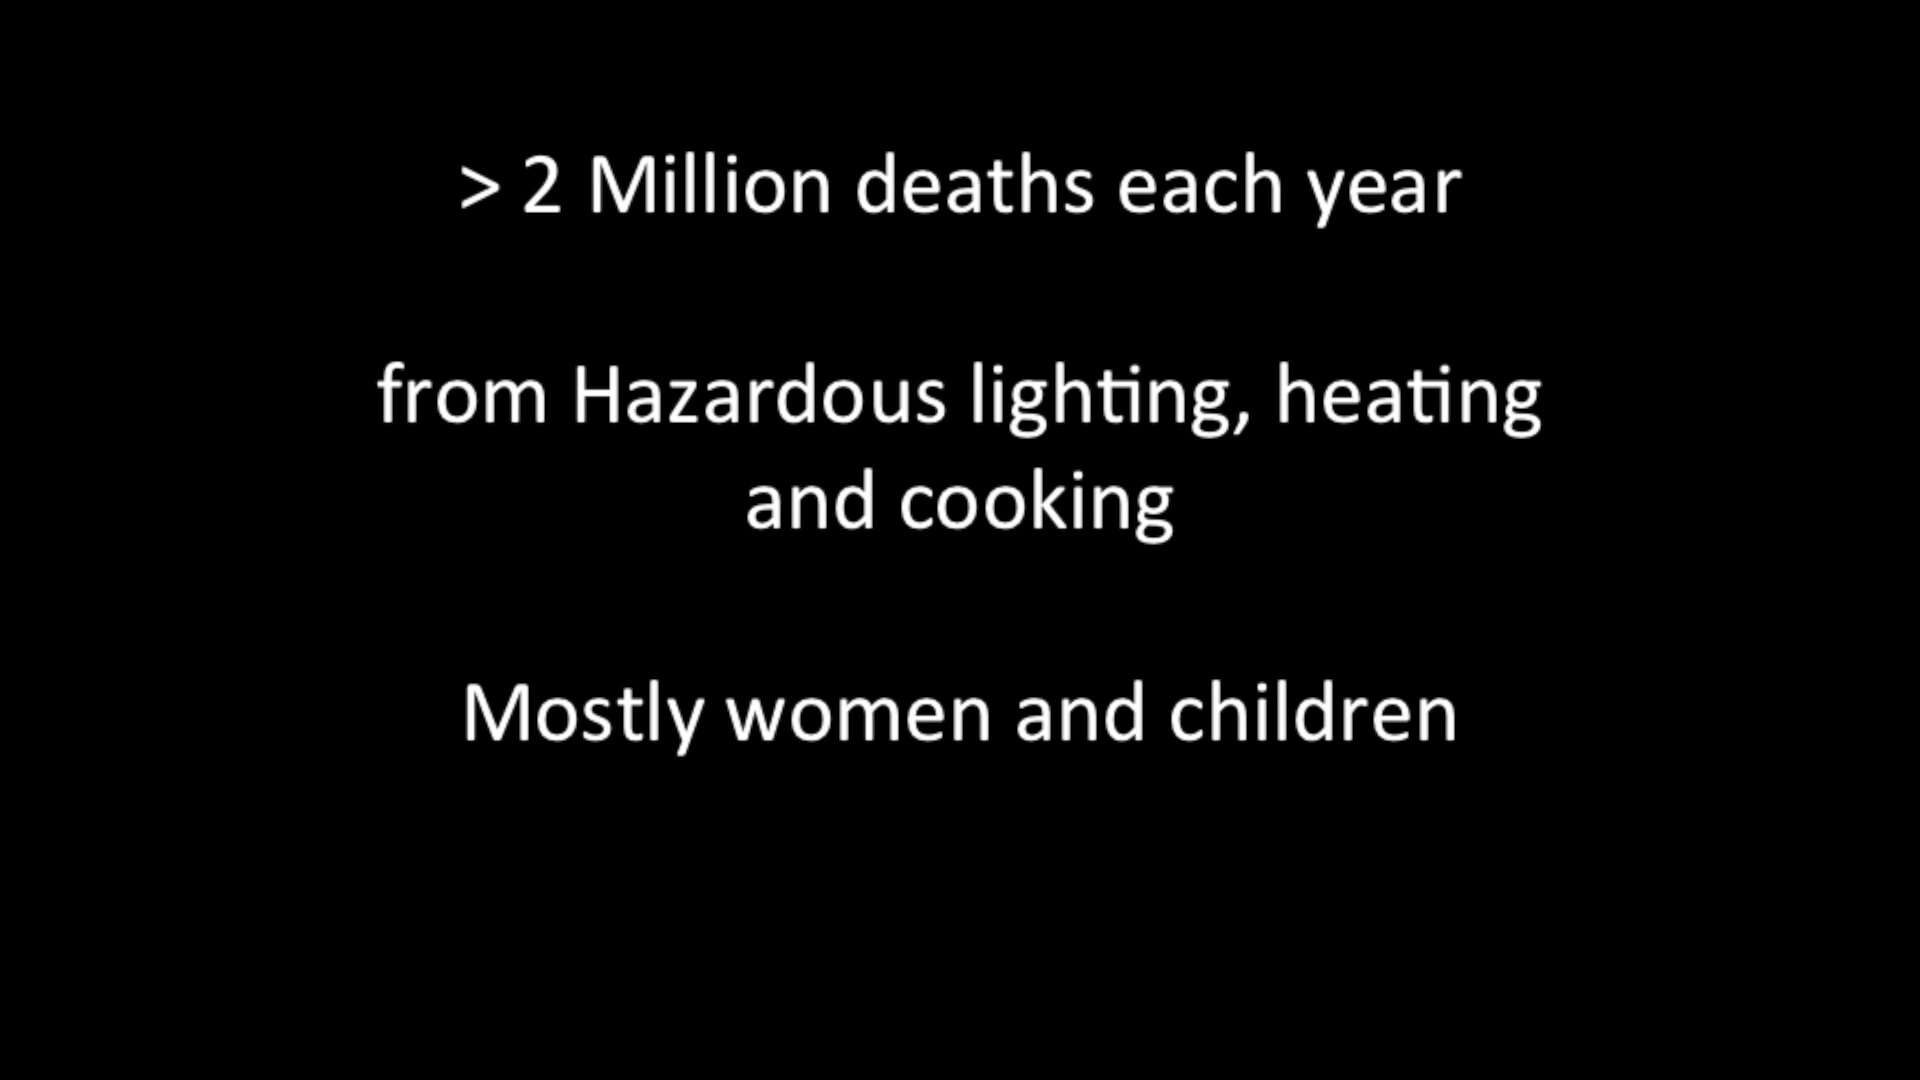 > 2 Million deaths each year
from Hazardous lighting, heating
and cooking
Mostly women and children